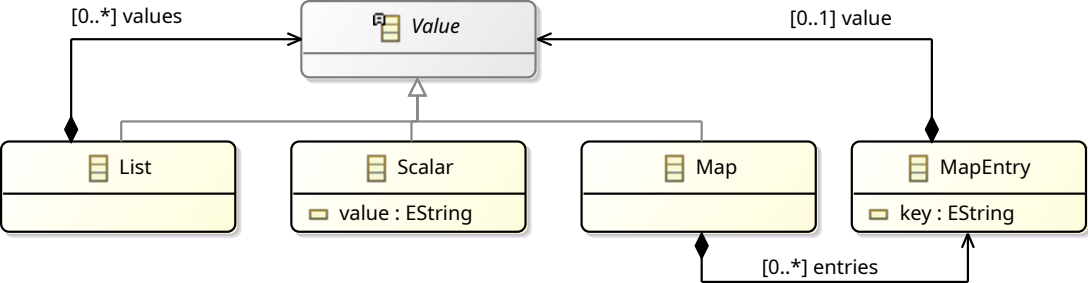 [0..*] values
Value
[0..1] value
List
Scalar
value : EString
Map
MapEntry
key : EString
[0..*] entries